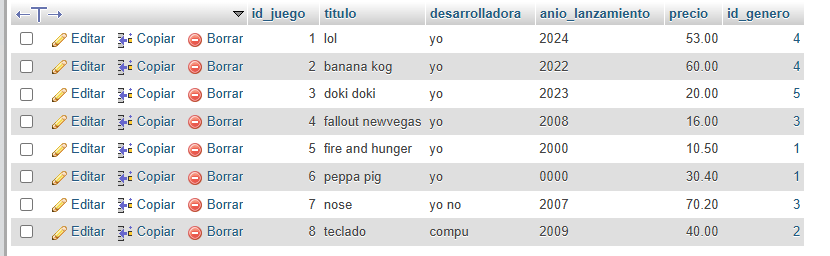 id_juego titulo desarrolladora anio_lanzamiento precio id_genero
Editar Copiar Borrar 1 lol yo 2024 53.00 4
Editar Copiar Borrar 2 banana kog yo 2022 60.00 4
Editar Copiar Borrar 3 doki doki yo 2023 20.00 5
Editar Copiar Borrar 4 fallout newvegas yo 2008 16.00 3
Editar Copiar Borrar 5 fire and hunger yo 2000 10.50 1
Editar Copiar Borrar 6 peppa pig yo 0000 30.40 1
Editar Copiar Borrar 7 nose yo no 2007 70.20 3
Editar Copiar Borrar 8 teclado compu 2009 40.00 2